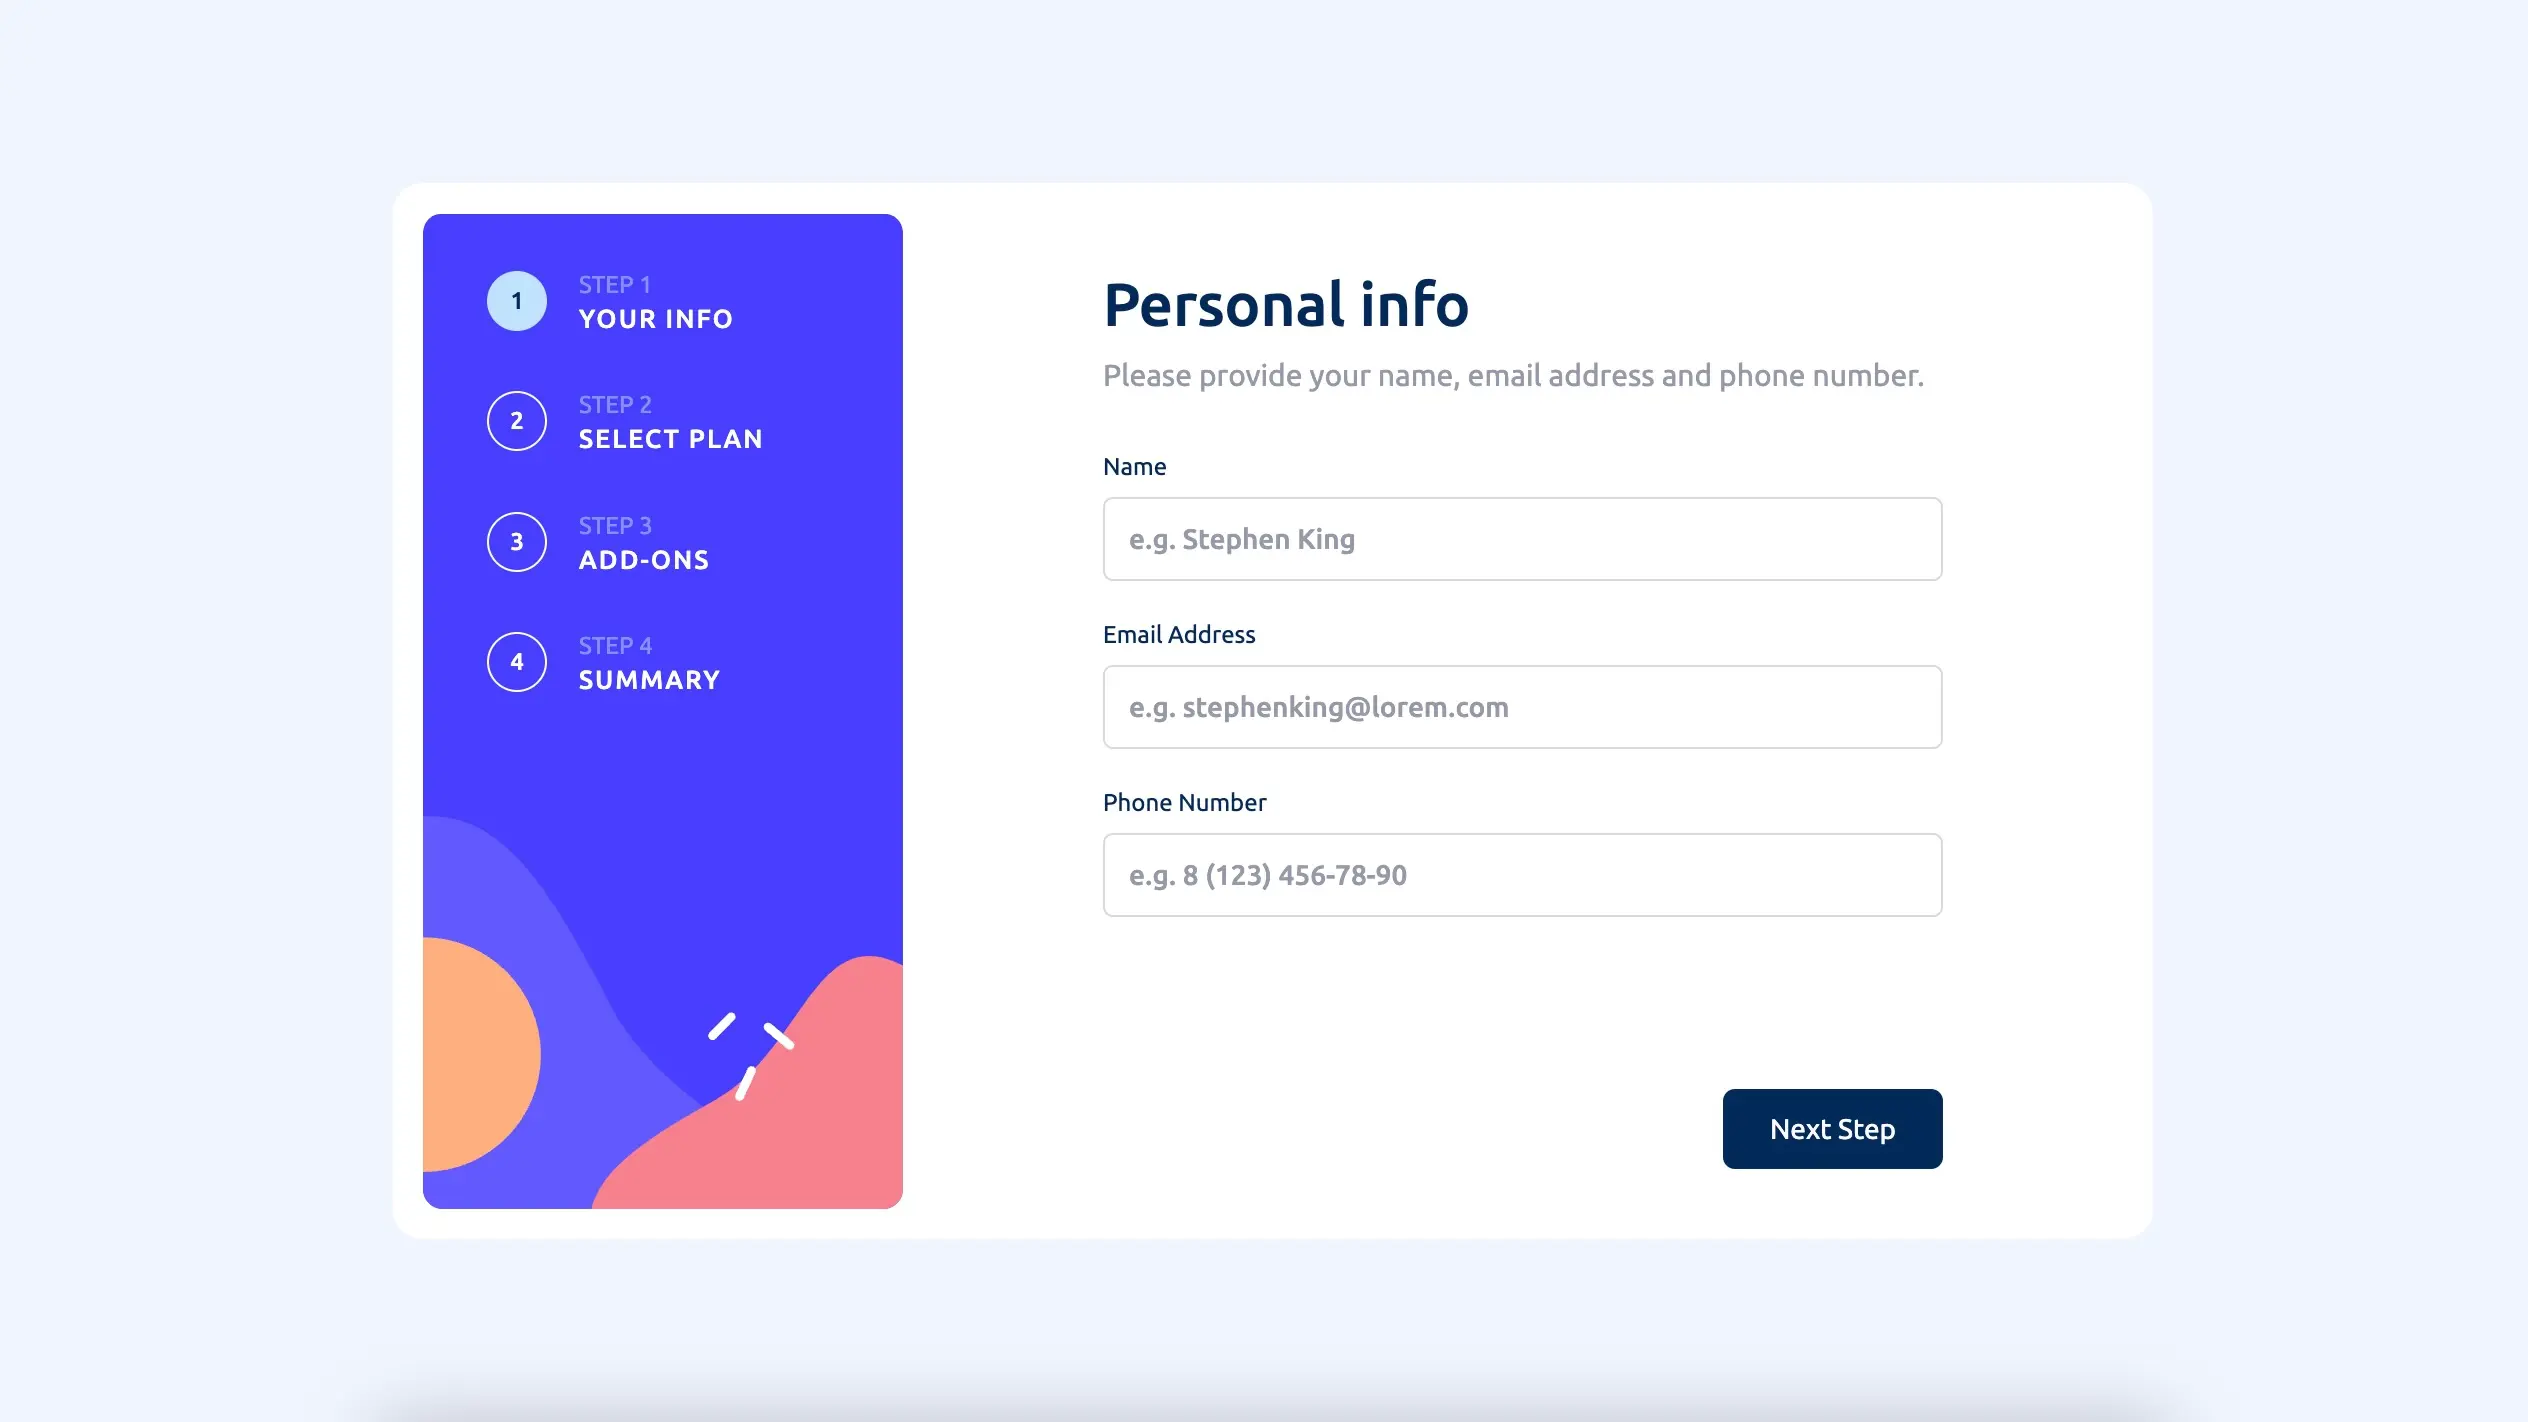 1
STEP 1
YOUR INFO
2
STEP 2
SELECT PLAN
3
STEP 3
ADD-ONS
4
STEP 4
SUMMARY
Personal info
Please provide your name, email address and phone number.
Name
e.g. Stephen King
Email Address
e.g. stephenking@lorem.com
Phone Number
e.g. 8 (123) 456-78-90
Next Step